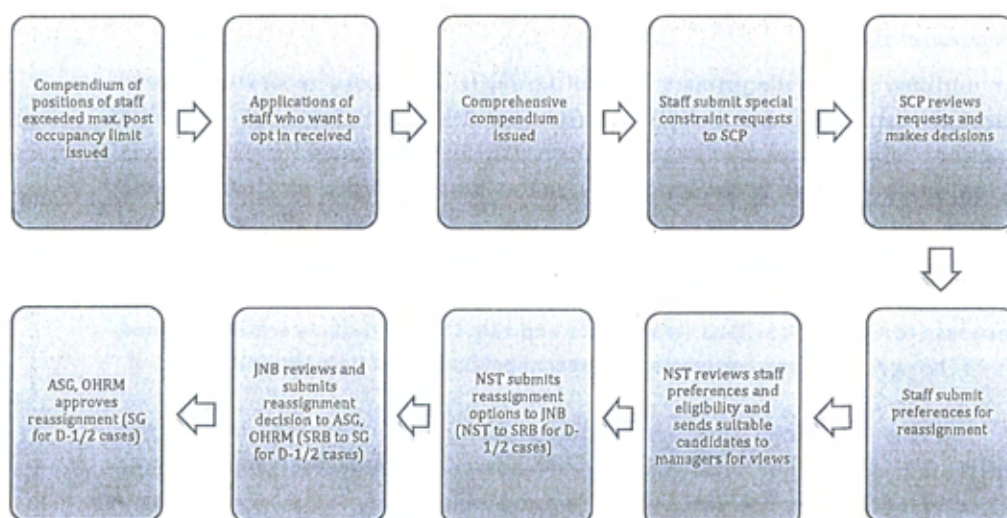 Compendium of
positions of staff
exceeded max. post
occupancy limit
issued
Applications of
staff who want to
opt in received
Comprehensive
compendium
issued
Staff submit special
constraint requests
to SCP
SCP reviews
requests and
makes decisions
Staff submit
preferences for
reassignment
NST reviews staff
preferences and
eligibility and
sends suitable
candidates to
managers for views
NST submits
reassignment
options to JNB
(NST to SRB for D-
1/2 cases)
JNB reviews and
submits
reassignment
decision to ASG,
OHRM (SRB to SG
for D-1/2 cases)
ASG, OHRM
approves
reassignment (SG
for D-1/2 cases)